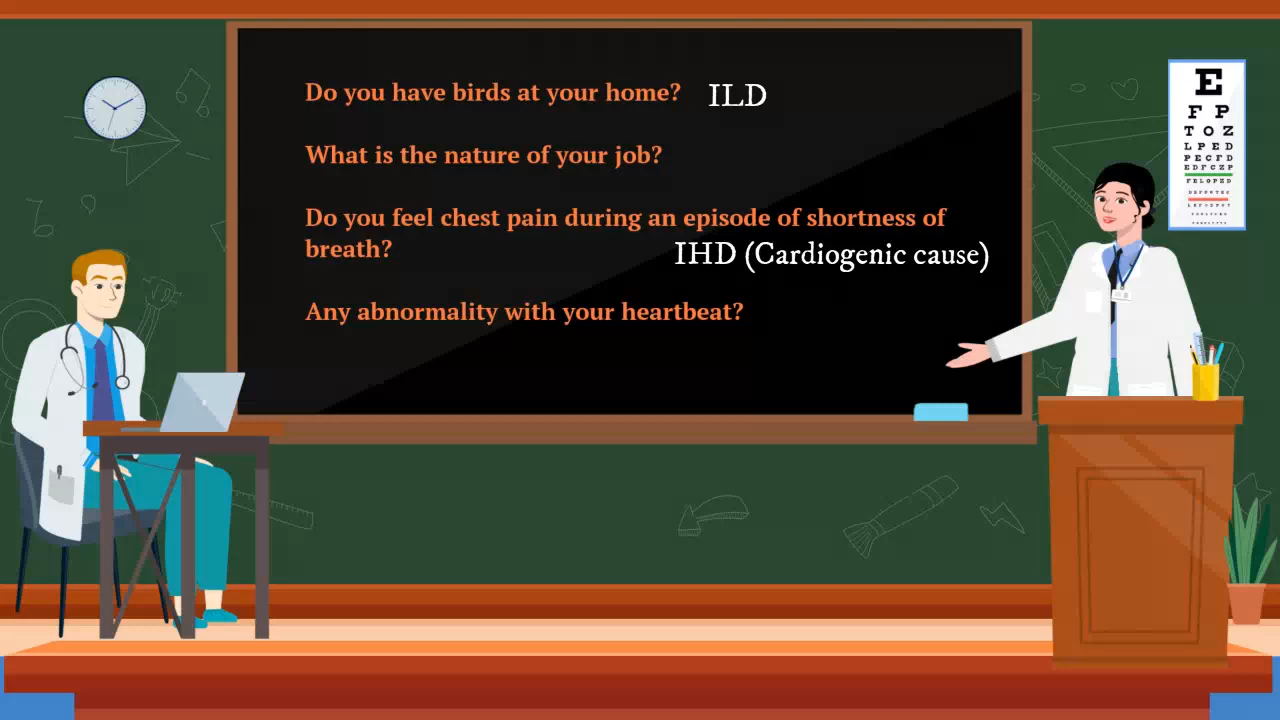 Do you have birds at your home? ILD
What is the nature of your job?
Do you feel chest pain during an episode of shortness of
breath?
IHD (Cardiogenic cause)
Any abnormality with your heartbeat?
E
F P
T O Z
L P E D
P E C F D
E D F C Z P
F E L O P Z D